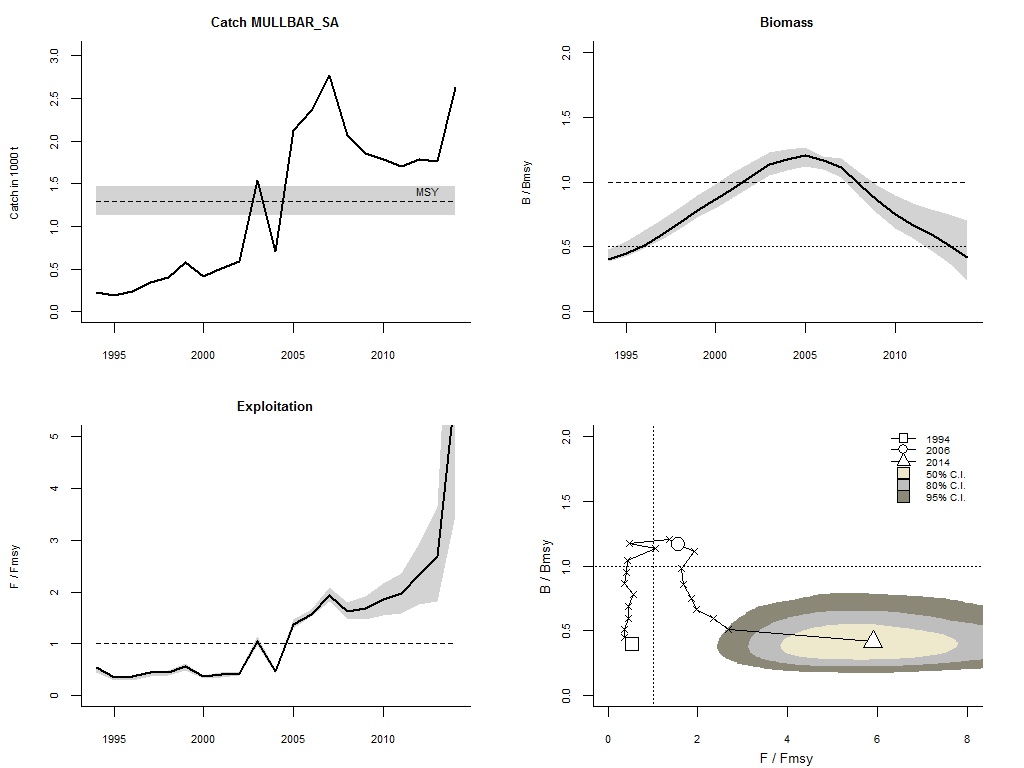 Catch MULLBAR_SA
Catch in 1000 t
0.0 0.5 1.0 1.5 2.0 2.5 3.0
MSY
1995 2000 2005 2010
Biomass
B / Bmsy
0.0 0.5 1.0 1.5 2.0
1995 2000 2005 2010
Exploitation
F / Fmsy
0 1 2 3 4 5
1995 2000 2005 2010
B / Bmsy
0.0 0.5 1.0 1.5 2.0
1994
2006
2014
50% C.I.
80% C.I.
95% C.I.
0 2 4 6 8
F / Fmsy